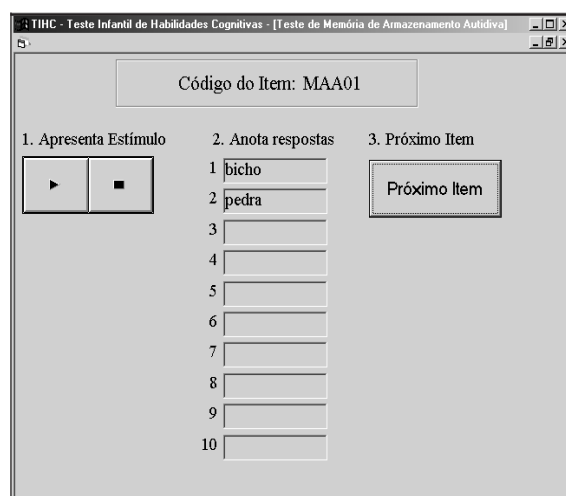 TIHC - Teste Infantil de Habilidades Cognitivas - [Teste de Memória de Armazenamento Autidiva]
Código do Item: MAA01
1. Apresenta Estímulo
2. Anota respostas
3. Próximo Item
1 bicho
2 pedra
3
4
5
6
7
8
9
10
Próximo Item